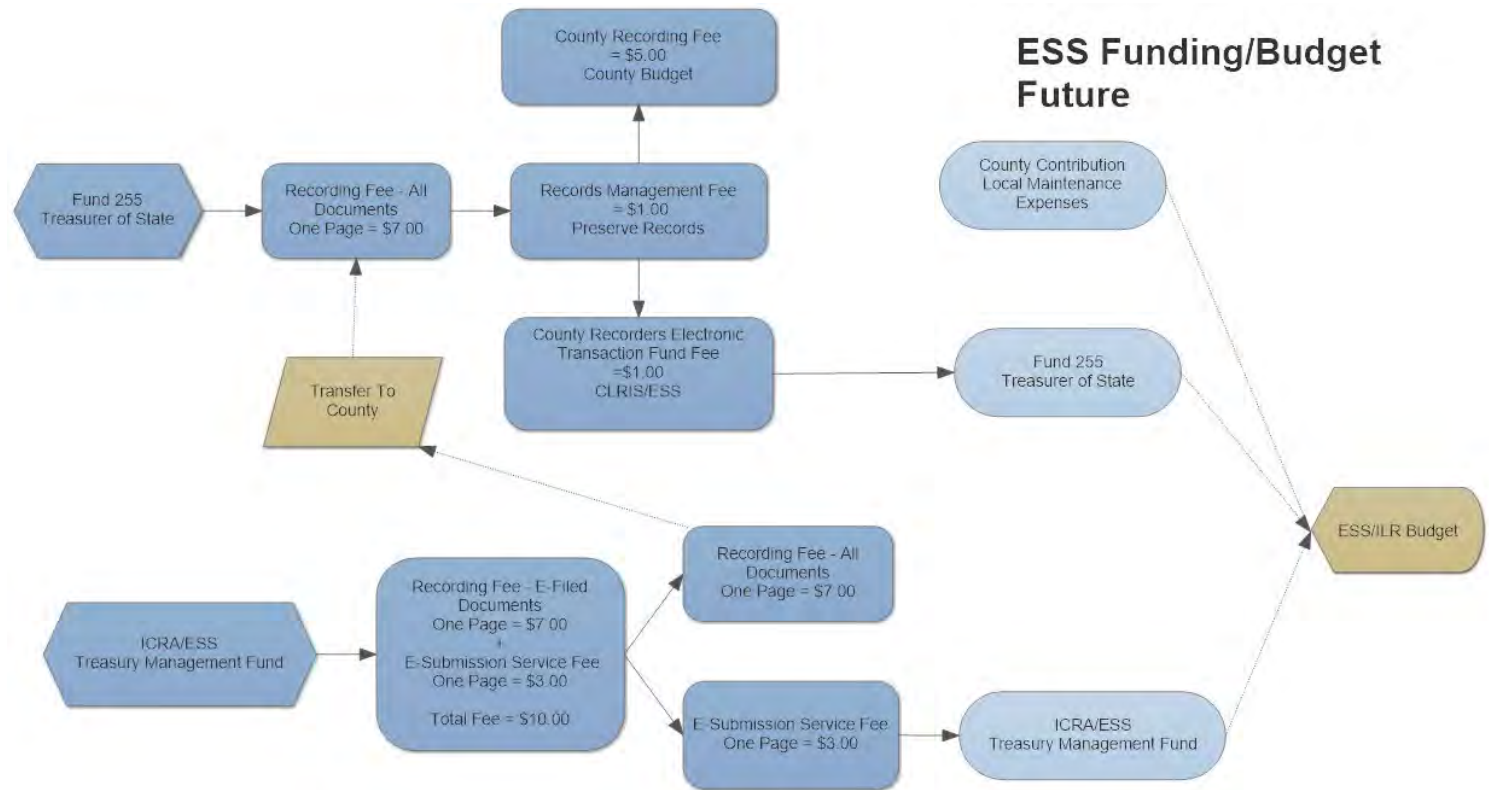 ESS Funding/Budget
Future
County Recording Fee
= $5.00
County Budget
Fund 255
Treasurer of State
Recording Fee - All
Documents
One Page = $7.00
Records Management Fee
= $1.00
Preserve Records
County Contribution
Local Maintenance
Expenses
County Recorders Electronic
Transaction Fund Fee
=$1.00
CLRIS/ESS
Fund 255
Treasurer of State
Transfer To
County
ESS/ILR Budget
Recording Fee - All
Documents
One Page = $7.00
ICRA/ESS
Treasury Management Fund
Recording Fee - E-Filed
Documents
One Page = $7.00
+
E-Submission Service Fee
One Page = $3.00
Total Fee = $10.00
E-Submission Service Fee
One Page = $3.00
ICRA/ESS
Treasury Management Fund